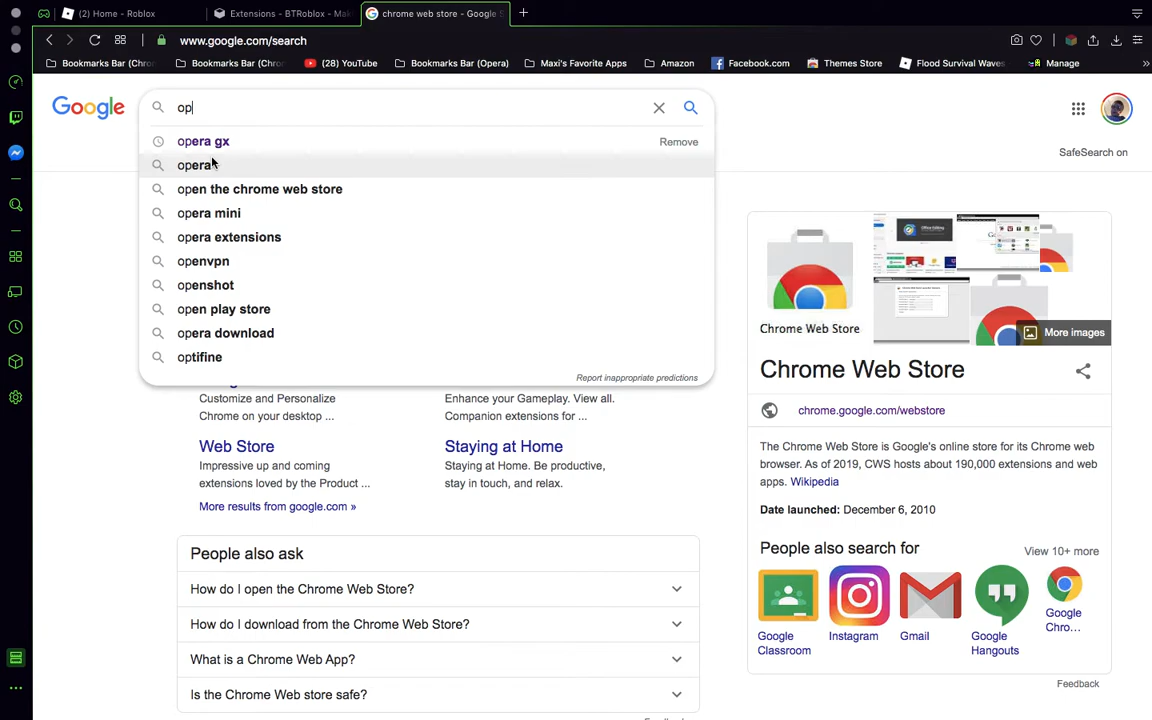 (2) Home - Roblox
Extensions - BTRoblox - Mak
chrome web store - Google S
www.google.com/search
Bookmarks Bar (Chron
Bookmarks Bar (Chro
(28) YouTube
Bookmarks Bar (Opera)
Maxi's Favorite Apps
Amazon
Facebook.com
Themes Store
Flood Survival Waves
Manage
»
Google
op
opera gx
Remove
opera
open the chrome web store
opera mini
opera extensions
openvpn
openshot
open play store
opera download
optifine
Report inappropriate predictions
SafeSearch on
Customize and Personalize
Chrome on your desktop ...
Enhance your Gameplay. View all.
Companion extensions for ...
Web Store
Impressive up and coming
extensions loved by the Product ...
Staying at Home
Staying at Home. Be productive,
stay in touch, and relax.
More results from google.com »
People also ask
How do I open the Chrome Web Store?
How do I download from the Chrome Web Store?
What is a Chrome Web App?
Is the Chrome Web store safe?
Chrome Web Store
More images
Chrome Web Store
chrome.google.com/webstore
The Chrome Web Store is Google's online store for its Chrome web
browser. As of 2019, CWS hosts about 190,000 extensions and web
apps. Wikipedia
Date launched: December 6, 2010
People also search for
View 10+ more
Google
Classroom
Instagram
Gmail
Google
Hangouts
Google
Chro...
Feedback